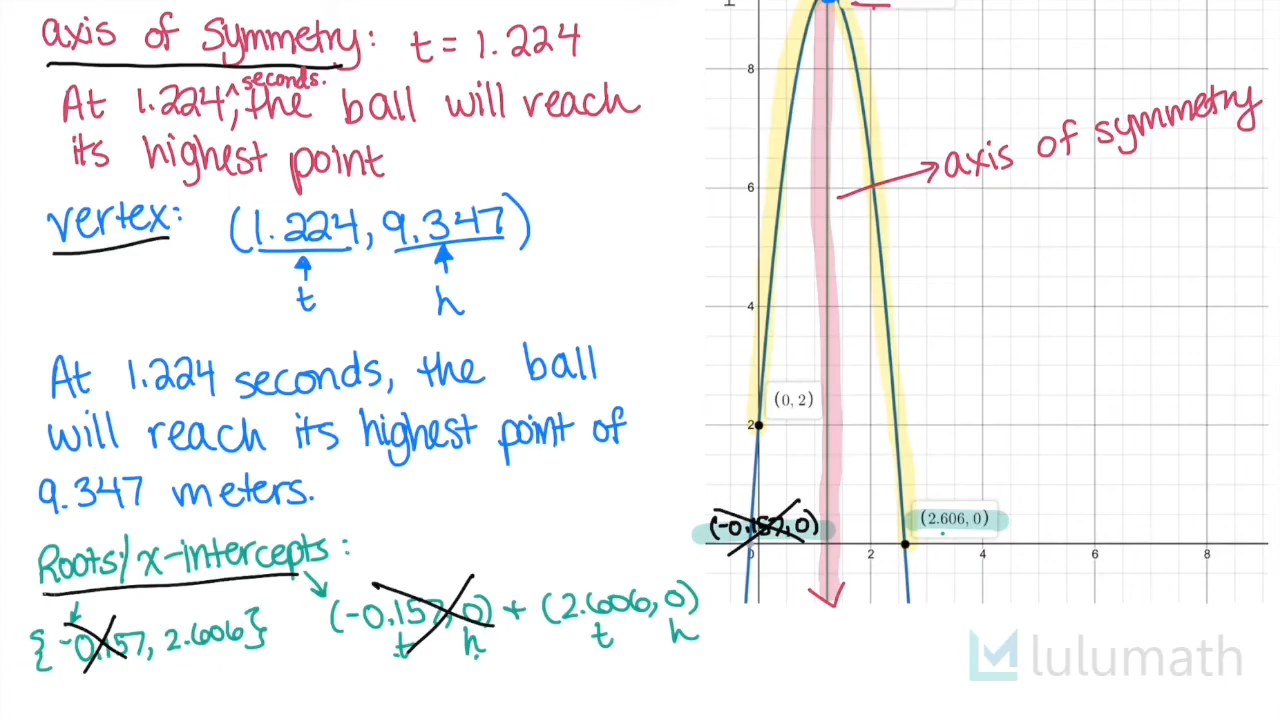 axis of symmetry: t = 1.224
seconds.
At 1.224^, the ball will reach
its highest point
vertex: (1.224, 9.347)
t h
At 1.224 seconds, the ball
will reach its highest point of
9.347 meters.
Roots/x-intercepts:
{-0.157, 2.606}
(-0.157, 0) + (2.606, 0)
t h t h
8
axis of symmetry
6
4
(0, 2)
2
(-0.157, 0)
(2.606, 0)
0 2 4 6 8
lulumath